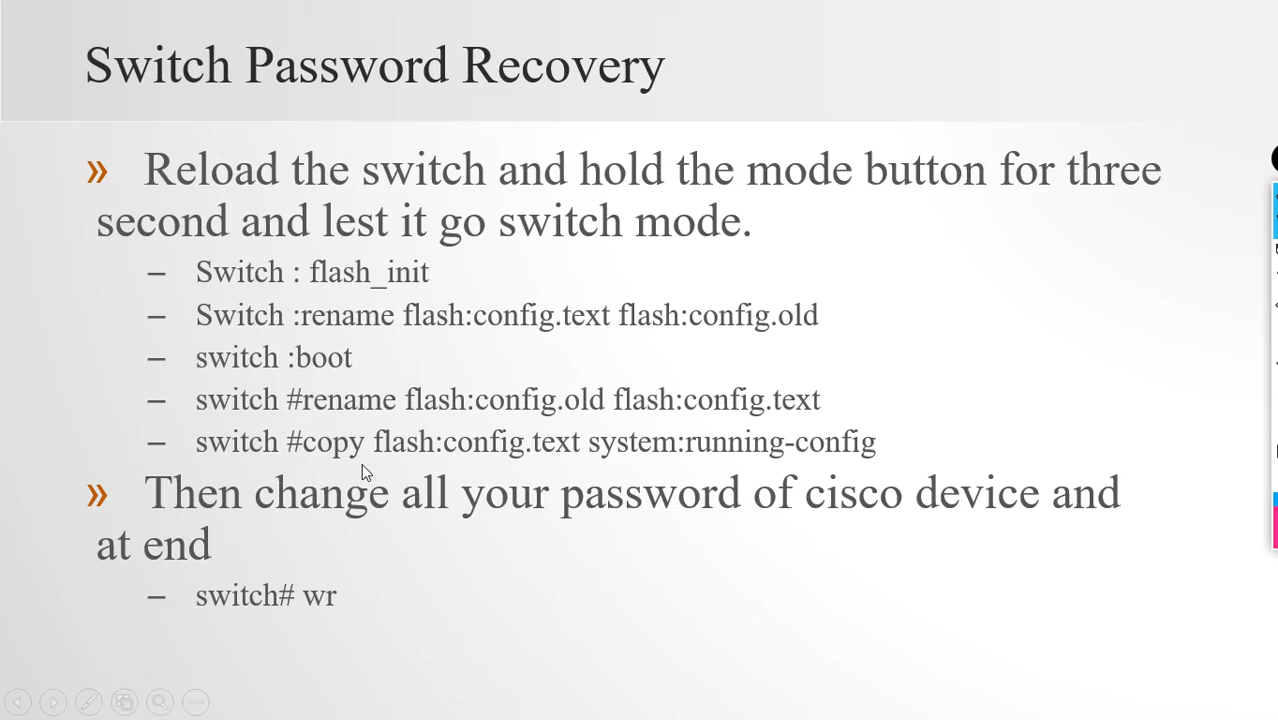 Switch Password Recovery
» Reload the switch and hold the mode button for three
second and lest it go switch mode.
– Switch : flash_init
– Switch :rename flash:config.text flash:config.old
– switch :boot
– switch #rename flash:config.old flash:config.text
– switch #copy flash:config.text system:running-config
» Then change all your password of cisco device and
at end
– switch# wr